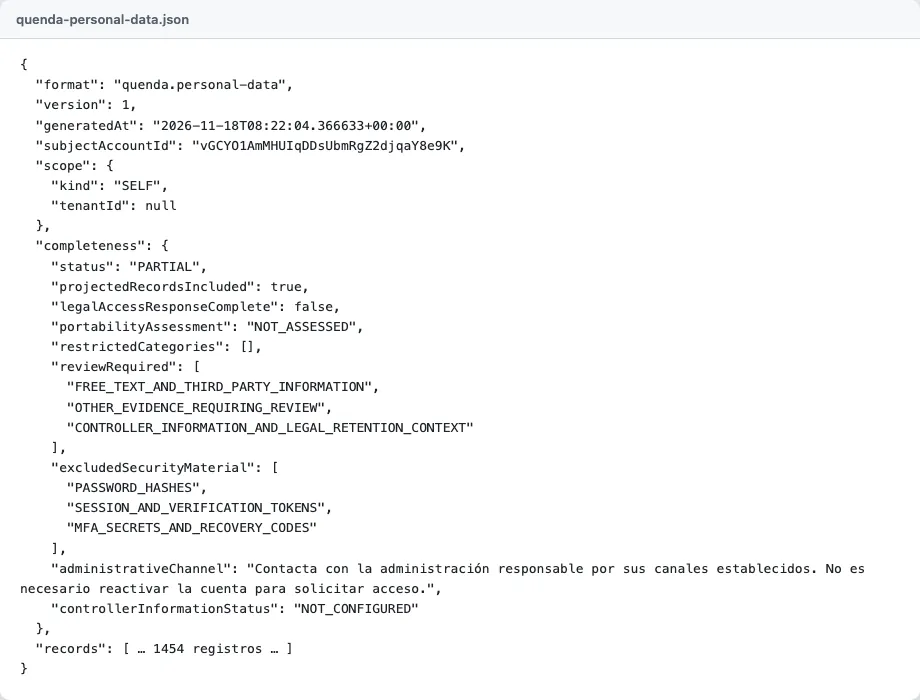 quenda-personal-data.json
{
  "format": "quenda.personal-data",
  "version": 1,
  "generatedAt": "2026-11-18T08:22:04.366633+00:00",
  "subjectAccountId": "vGCYO1AmMHUIqDDsUbmRgZ2djqaY8e9K",
  "scope": {
    "kind": "SELF",
    "tenantId": null
  },
  "completeness": {
    "status": "PARTIAL",
    "projectedRecordsIncluded": true,
    "legalAccessResponseComplete": false,
    "portabilityAssessment": "NOT_ASSESSED",
    "restrictedCategories": [],
    "reviewRequired": [
      "FREE_TEXT_AND_THIRD_PARTY_INFORMATION",
      "OTHER_EVIDENCE_REQUIRING_REVIEW",
      "CONTROLLER_INFORMATION_AND_LEGAL_RETENTION_CONTEXT"
    ],
    "excludedSecurityMaterial": [
      "PASSWORD_HASHES",
      "SESSION_AND_VERIFICATION_TOKENS",
      "MFA_SECRETS_AND_RECOVERY_CODES"
    ],
    "administrativeChannel": "Contacta con la administración responsable por sus canales establecidos. No es
necesario reactivar la cuenta para solicitar acceso.",
    "controllerInformationStatus": "NOT_CONFIGURED"
  },
  "records": [ … 1454 registros … ]
}